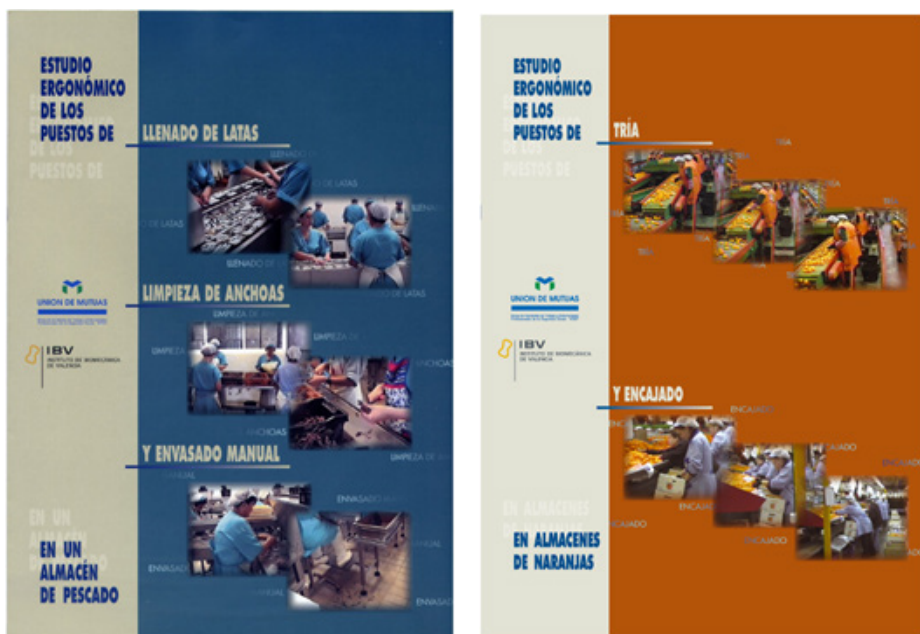 ESTUDIO
ERGONÓMICO
DE LOS
PUESTOS DE
LLENADO DE LATAS
UNION DE MUTUAS
IBV
INSTITUTO DE BIOMECÁNICA
DE VALENCIA
LIMPIEZA DE ANCHOAS
Y ENVASADO MANUAL
EN UN
ALMACÉN
DE PESCADO
ESTUDIO
ERGONÓMICO
DE LOS
PUESTOS DE
TRÍA
UNION DE MUTUAS
IBV
INSTITUTO DE BIOMECÁNICA
DE VALENCIA
Y ENCAJADO
EN ALMACENES
DE NARANJAS